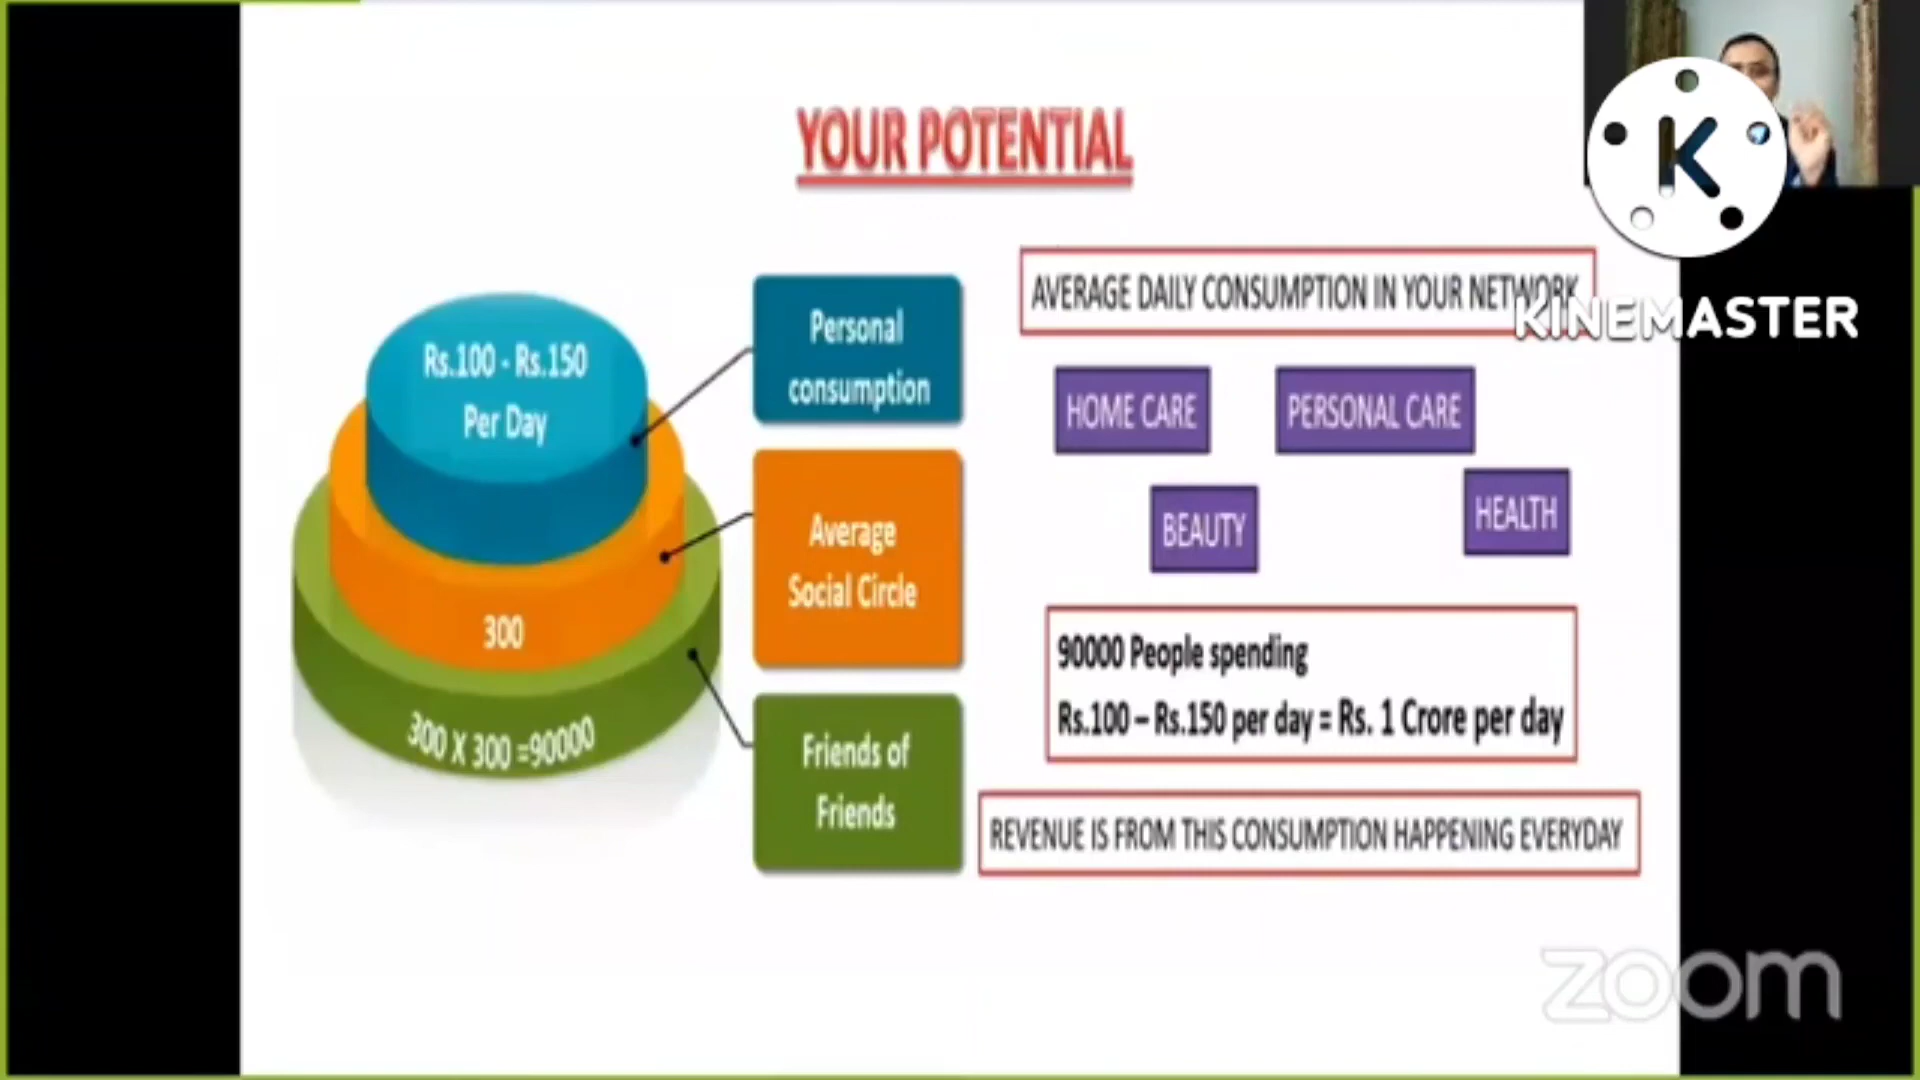 YOUR POTENTIAL
Rs.100 - Rs.150
Per Day
300
300 X 300 =90000
Personal
consumption
Average
Social Circle
Friends of
Friends
AVERAGE DAILY CONSUMPTION IN YOUR NETWORK
HOME CARE
PERSONAL CARE
BEAUTY
HEALTH
90000 People spending
Rs.100 – Rs.150 per day = Rs. 1 Crore per day
REVENUE IS FROM THIS CONSUMPTION HAPPENING EVERYDAY
K
KINEMASTER
zoom